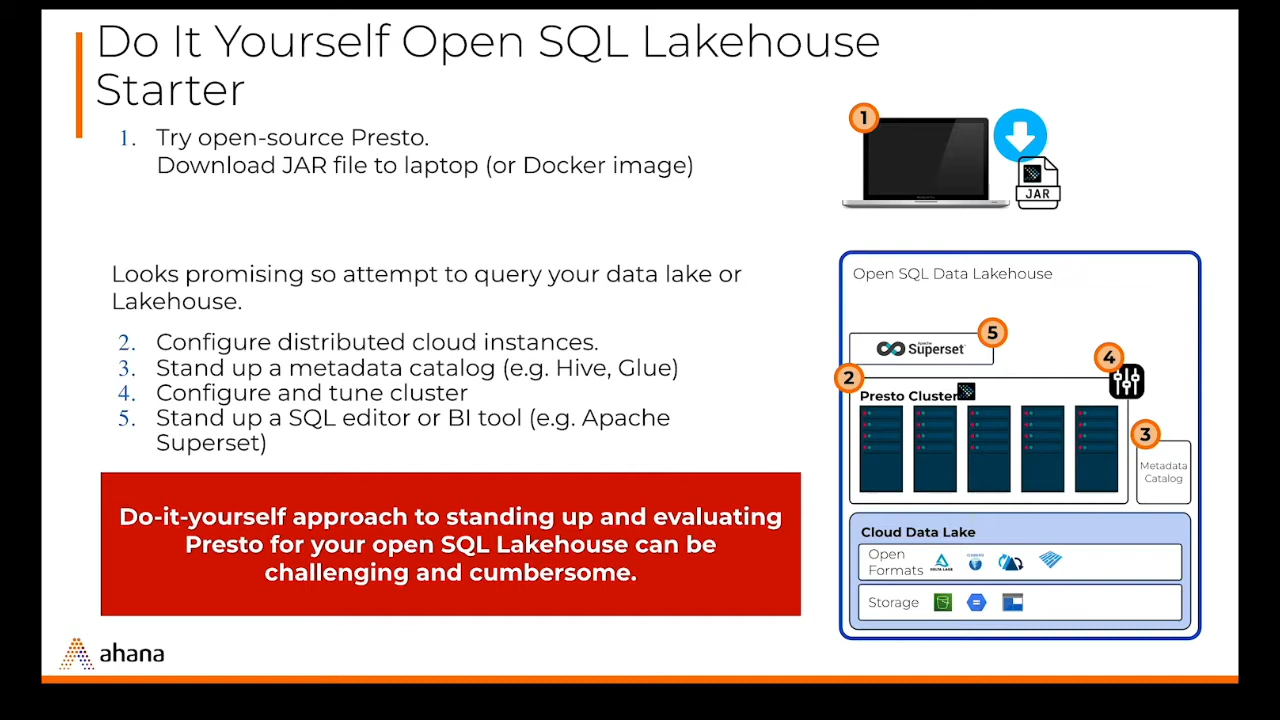 Do It Yourself Open SQL Lakehouse
Starter
1. Try open-source Presto.
Download JAR file to laptop (or Docker image)
Looks promising so attempt to query your data lake or
Lakehouse.
2. Configure distributed cloud instances.
3. Stand up a metadata catalog (e.g. Hive, Glue)
4. Configure and tune cluster
5. Stand up a SQL editor or BI tool (e.g. Apache
Superset)
Do-it-yourself approach to standing up and evaluating
Presto for your open SQL Lakehouse can be
challenging and cumbersome.
ahana
1
JAR
Open SQL Data Lakehouse
Apache
Superset
5
4
2
Presto Cluster
3
Metadata
Catalog
Cloud Data Lake
Open
Formats
DELTA LAKE
Storage